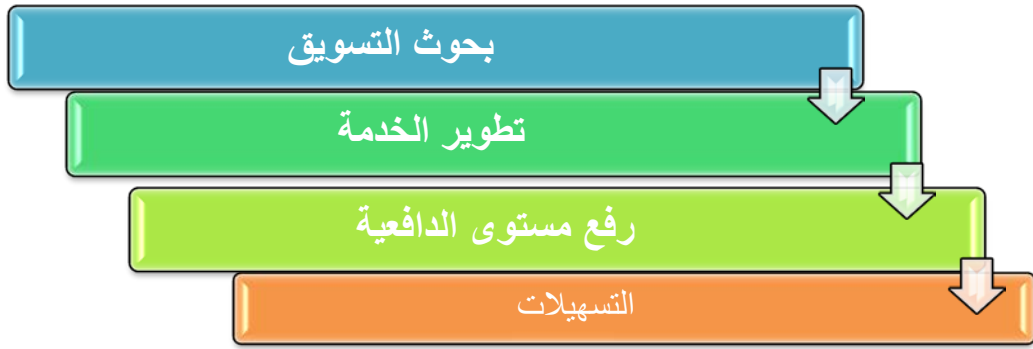 بحوث التسويق
تطوير الخدمة
رفع مستوى الدافعية
التسهيلات